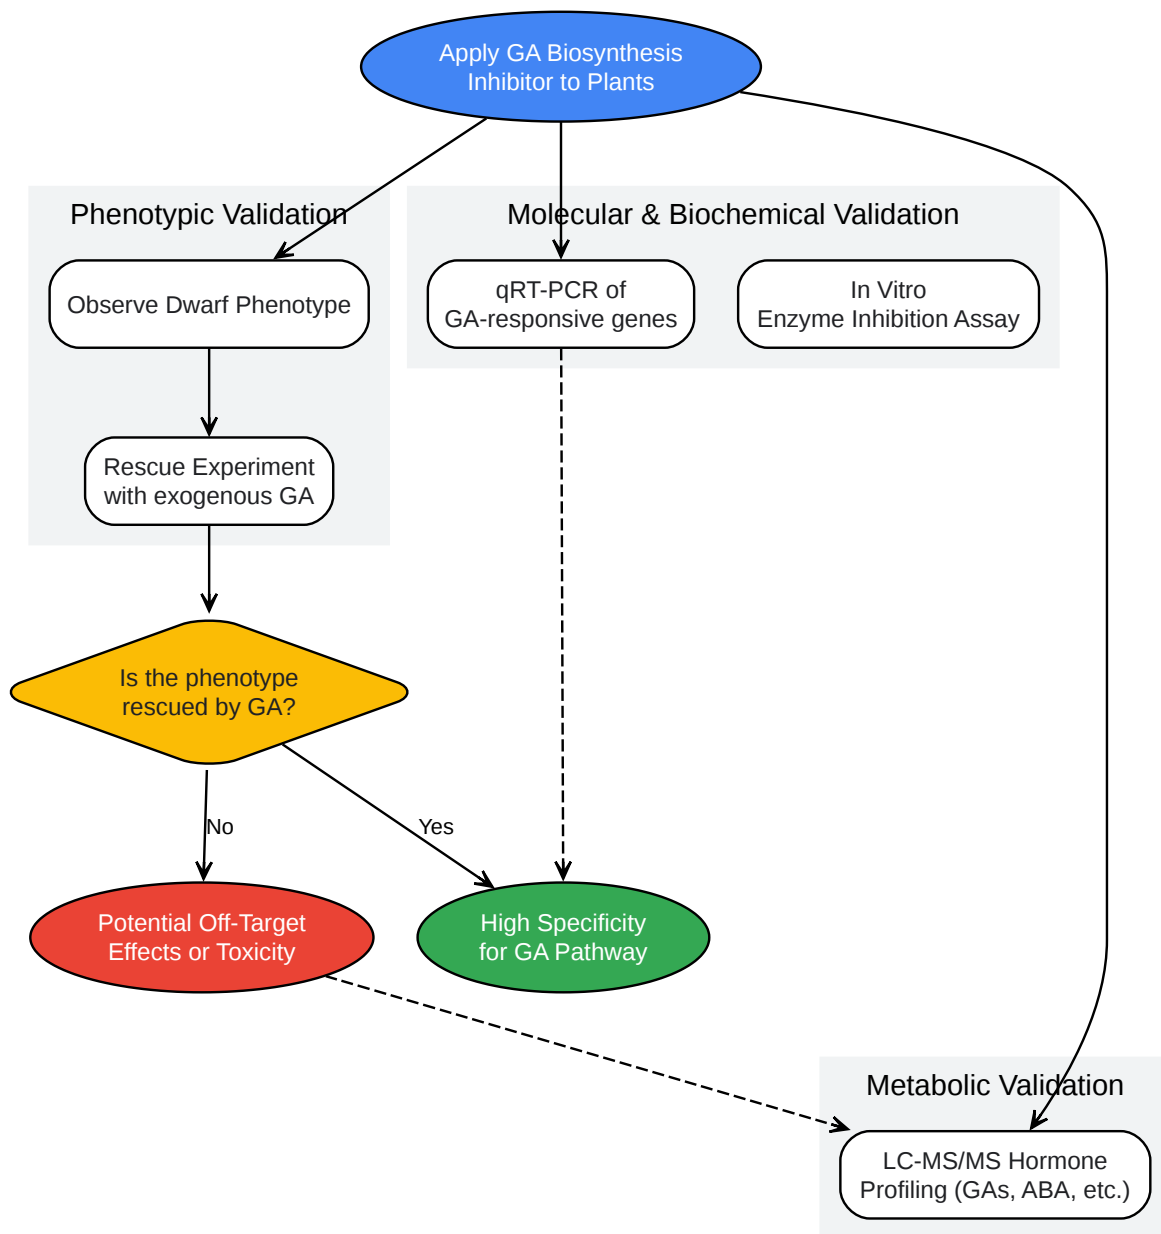 Apply GA Biosynthesis
Inhibitor to Plants
Phenotypic Validation
Molecular & Biochemical Validation
Observe Dwarf Phenotype
qRT-PCR of
GA-responsive genes
In Vitro
Enzyme Inhibition Assay
Rescue Experiment
with exogenous GA
Is the phenotype
rescued by GA?
No
Yes
Potential Off-Target
Effects or Toxicity
High Specificity
for GA Pathway
Metabolic Validation
LC-MS/MS Hormone
Profiling (GAs, ABA, etc.)